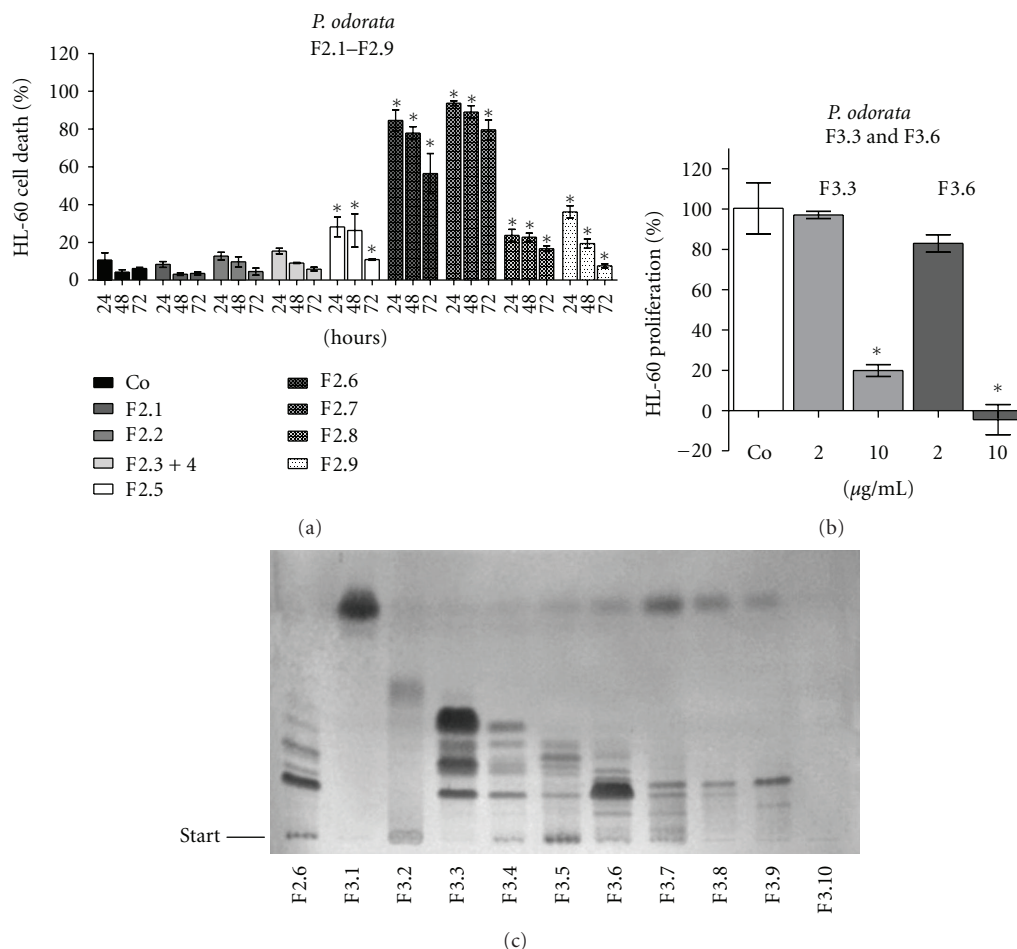 P. odorata
F2.1–F2.9
HL-60 cell death (%)
120
100
80
60
40
20
0
* * * * * * * * * * * * * * *
24 48 72 24 48 72 24 48 72 24 48 72 24 48 72 24 48 72 24 48 72 24 48 72 24 48 72
(hours)
Co
F2.1
F2.2
F2.3 + 4
F2.5
F2.6
F2.7
F2.8
F2.9
(a)
P. odorata
F3.3 and F3.6
HL-60 proliferation (%)
120
100
80
60
40
20
0
−20
F3.3 F3.6
* *
Co 2 10 2 10
(µg/mL)
(b)
Start
F2.6 F3.1 F3.2 F3.3 F3.4 F3.5 F3.6 F3.7 F3.8 F3.9 F3.10
(c)